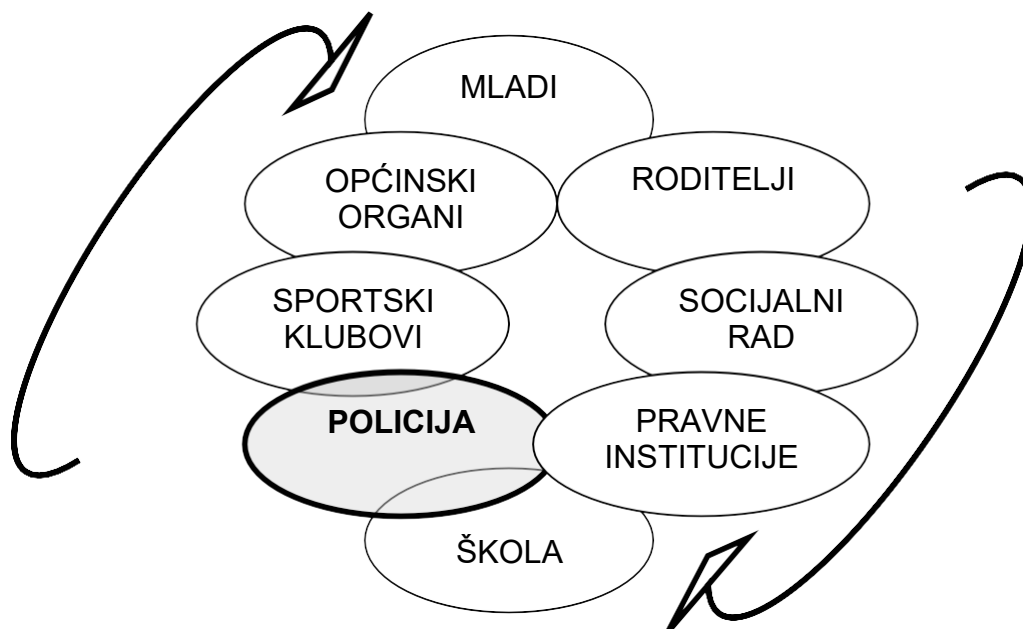 MLADI
OPĆINSKI
ORGANI
RODITELJI
SPORTSKI
KLUBOVI
SOCIJALNI
RAD
POLICIJA
PRAVNE
INSTITUCIJE
ŠKOLA